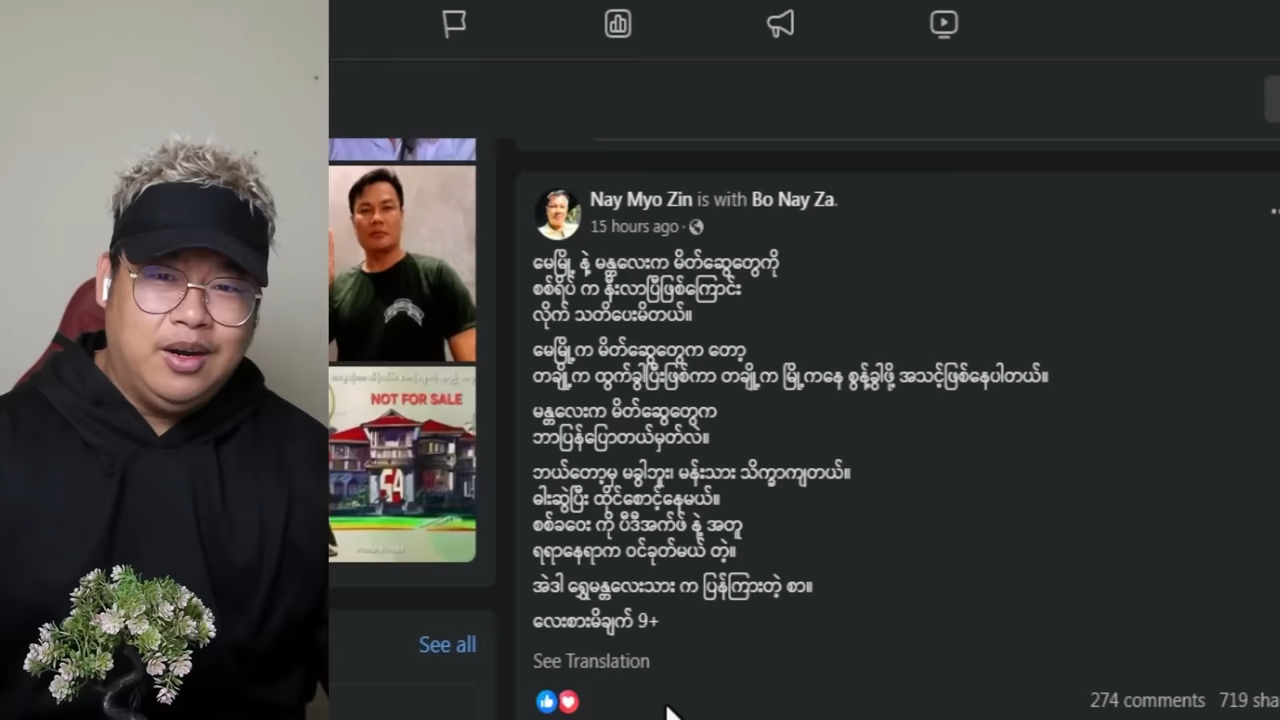 Nay Myo Zin is with Bo Nay Za.
15 hours ago
မေမြို့ နဲ့ မန္တလေးက မိတ်ဆွေတွေကို
စစ်ရိပ် က နီးလာပြီဖြစ်ကြောင်း
လိုက် သတိပေးမိတယ်။
မေမြို့က မိတ်ဆွေတွေက တော့
တချို့က ထွက်ခွါပြီးဖြစ်ကာ တချို့က မြို့ကနေ စွန့်ခွါဖို့ အသင့်ဖြစ်နေပါတယ်။
NOT FOR SALE
မန္တလေးက မိတ်ဆွေတွေက
ဘာပြန်ပြောတယ်မှတ်လဲ။
ဘယ်တော့မှ မခွါဘူး၊ မန်းသား သိက္ခာကျတယ်။
54
ဓါးဆွဲပြီး ထိုင်စောင့်နေမယ်။
စစ်ခွေး ကို ပီဒီအက်ဖ် နဲ့ အတူ
ရရာနေရာက ဝင်ခုတ်မယ် တဲ့။
အဲဒါ ရွှေမန္တလေးသား က ပြန်ကြားတဲ့ စာ။
လေးစားမိချက် 9+
See all
See Translation
274 comments 719 sha